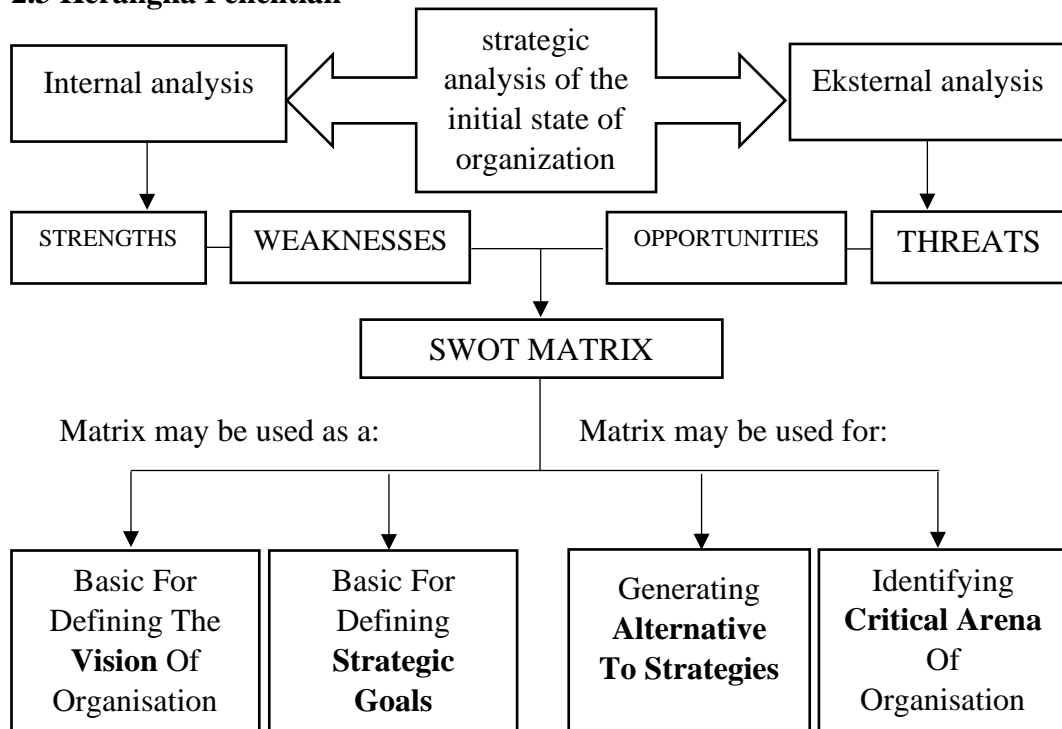 2.3 Kerangka Penelitian
strategic
analysis of the
initial state of
organization
Internal analysis
Eksternal analysis
STRENGTHS
WEAKNESSES
OPPORTUNITIES
THREATS
SWOT MATRIX
Matrix may be used as a:
Matrix may be used for:
Basic For
Defining The
Vision Of
Organisation
Basic For
Defining
Strategic
Goals
Generating
Alternative
To Strategies
Identifying
Critical Arena
Of
Organisation